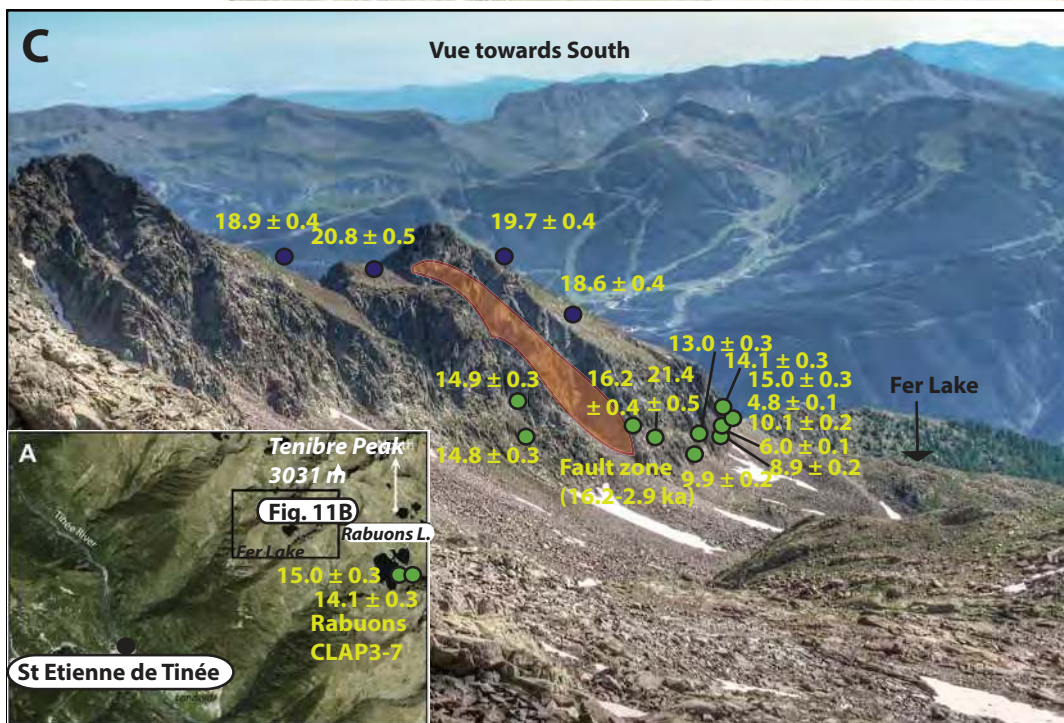 C
Vue towards South
18.9 ± 0.4
20.8 ± 0.5
19.7 ± 0.4
18.6 ± 0.4
13.0 ± 0.3
14.1 ± 0.3
15.0 ± 0.3
4.8 ± 0.1
10.1 ± 0.2
6.0 ± 0.1
8.9 ± 0.2
14.9 ± 0.3
16.2
± 0.4
21.4
± 0.5
Fer Lake
14.8 ± 0.3
9.9 ± 0.2
Fault zone
(16.2-2.9 ka)
A
Tenibre Peak
3031 m
Fig. 11B
Rabuons L.
Tinée River
Fer Lake
15.0 ± 0.3
14.1 ± 0.3
Rabuons
CLAP3-7
St Etienne de Tinée